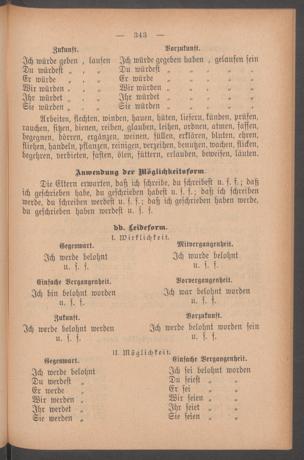 — 343 —
Zukunft. Vorzukunft.
Ich würde geben, laufen Ich würde gegeben haben, gelaufen sein
Du würdest „ „ Du würdest „ „ „ „
Er würde „ „ Er würde „ „ „ „
Wir würden „ „ Wir würden „ „ „ „
Ihr würdet „ „ Ihr würdet „ „ „ „
Sie würden „ „ Sie würden „ „ „ „
Arbeiten, flechten, winden, hauen, hüten, liefern, künden, prüfen,
rauchen, sitzen, dienen, reiben, glauben, leihen, ordnen, atmen, fassen,
begegnen, dörren, ergänzen, weinen, füllen, erklären, bluten, ehren,
fliehen, handeln, pflanzen, reinigen, verzeihen, benutzen, wachen, flicken,
begehren, verbieten, fasten, ölen, füttern, erlauben, beweisen, läuten.
Anwendung der Möglichkeitsform.
Die Eltern erwarten, daß ich schreibe, du schreibest u. s. f.; daß
ich geschrieben habe, du geschrieben habest u. s. f.; daß ich schreiben
werde, du schreiben werdest u. s. f.; daß ich geschrieben haben werde,
du geschrieben haben werdest u. s. f.
bb. Leideform.
I. Wirklichkeit.
Gegenwart. Mitvergangenheit.
Ich werde belohnt Ich wurde belohnt
u. s. f. u. s. f.
Einfache Vergangenheit. Vorvergangenheit.
Ich bin belohnt worden Ich war belohnt worden
u. s. f. u. s. f.
Zukunft. Vorzukunft.
Ich werde belohnt werden Ich werde belohnt worden sein
u. s. f. u. s. f.
II. Möglichkeit.
Gegenwart. Einfache Vergangenheit.
Ich werde belohnt Ich sei belohnt worden
Du werdest „ Du seiest „ „
Er werde „ Er sei „ „
Wir werden „ Wir seien „ „
Ihr werdet „ Ihr seiet „ „
Sie werden „ Sie seien „ „